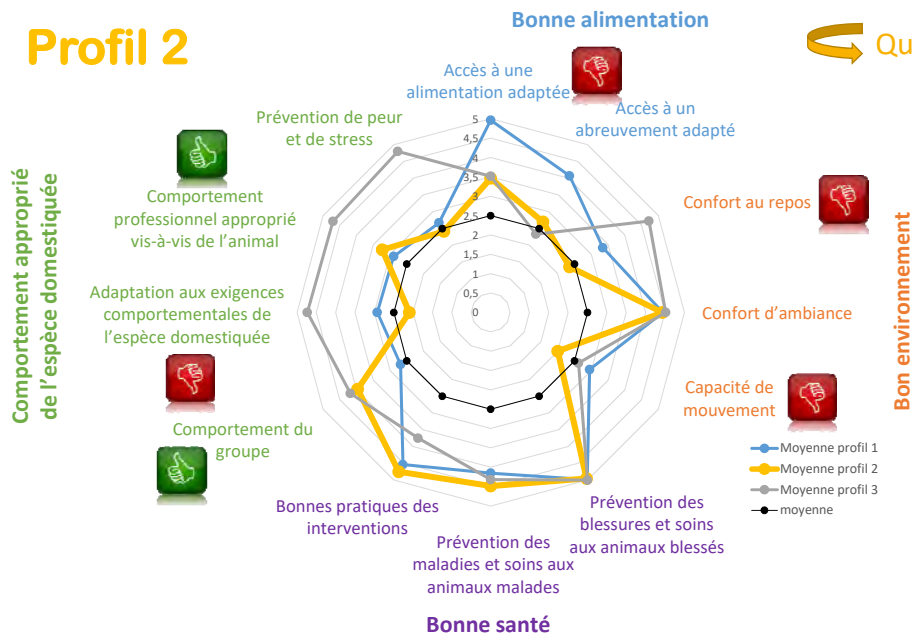 Profil 2
Bonne alimentation
Qu
Accès à une
alimentation adaptée
Accès à un
abreuvement adapté
Prévention de peur
et de stress
Comportement
professionnel approprié
vis-à-vis de l'animal
Confort au repos
Comportement approprié
de l'espèce domestiquée
Adaptation aux exigences
comportementales de
l'espèce domestiquée
Confort d'ambiance
Bon environnement
Capacité de
mouvement
Comportement du
groupe
5
4,5
4
3,5
3
2,5
2
1,5
1
0,5
0
Moyenne profil 1
Moyenne profil 2
Moyenne profil 3
moyenne
Bonnes pratiques des
interventions
Prévention des
maladies et soins aux
animaux malades
Prévention des
blessures et soins
aux animaux blessés
Bonne santé